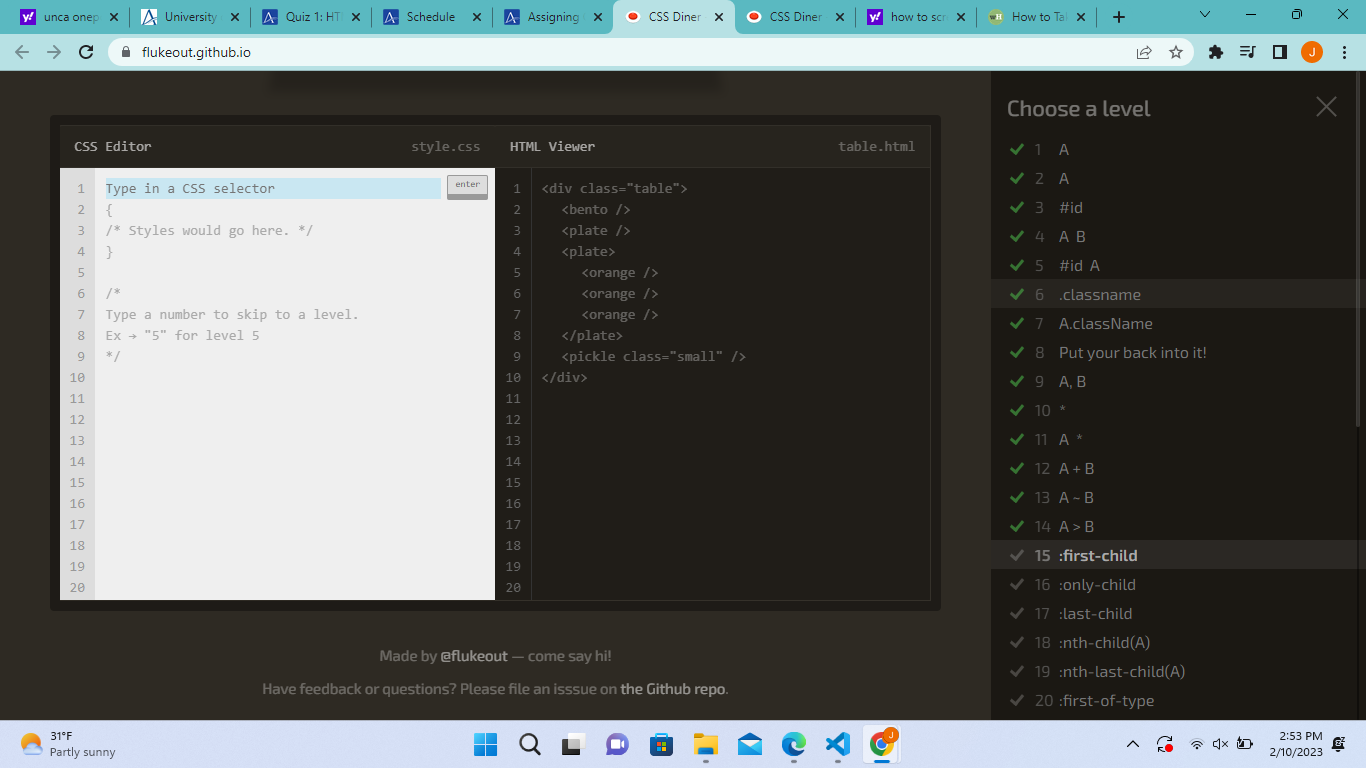 unca onep
University
Quiz 1: HT
Schedule
Assigning
CSS Diner
CSS Diner
how to scr
How to Tak
flukeout.github.io
J
CSS Editor
style.css
HTML Viewer
table.html
1 Type in a CSS selector
enter
2 {
3 /* Styles would go here. */
4 }
5
6 /*
7 Type a number to skip to a level.
8 Ex → "5" for level 5
9 */
10
11
12
13
14
15
16
17
18
19
20
1 <div class="table">
2 <bento />
3 <plate />
4 <plate>
5 <orange />
6 <orange />
7 <orange />
8 </plate>
9 <pickle class="small" />
10 </div>
11
12
13
14
15
16
17
18
19
20
Made by @flukeout — come say hi!
Have feedback or questions? Please file an isssue on the Github repo.
Choose a level
1 A
2 A
3 #id
4 A B
5 #id A
6 .classname
7 A.className
8 Put your back into it!
9 A, B
10 *
11 A *
12 A + B
13 A ~ B
14 A > B
15 :first-child
16 :only-child
17 :last-child
18 :nth-child(A)
19 :nth-last-child(A)
20 :first-of-type
31°F
Partly sunny
J
2:53 PM
2/10/2023